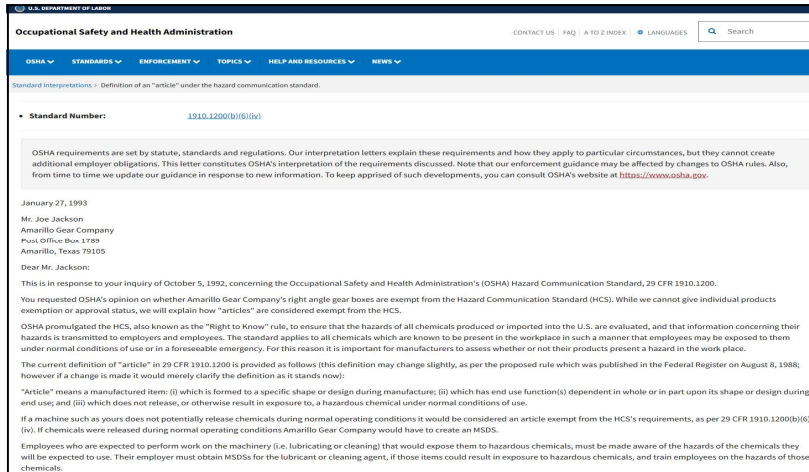 U.S. DEPARTMENT OF LABOR
Occupational Safety and Health Administration
CONTACT US FAQ A TO Z INDEX LANGUAGES Search
OSHA STANDARDS ENFORCEMENT TOPICS HELP AND RESOURCES NEWS
Standard Interpretations > Definition of an "article" under the hazard communication standard.
• Standard Number: 1910.1200(b)(6)(iv)
OSHA requirements are set by statute, standards and regulations. Our interpretation letters explain these requirements and how they apply to particular circumstances, but they cannot create
additional employer obligations. This letter constitutes OSHA's interpretation of the requirements discussed. Note that our enforcement guidance may be affected by changes to OSHA rules. Also,
from time to time we update our guidance in response to new information. To keep apprised of such developments, you can consult OSHA's website at https://www.osha.gov.
January 27, 1993
Mr. Joe Jackson
Amarillo Gear Company
Post Office Box 1789
Amarillo, Texas 79105
Dear Mr. Jackson:
This is in response to your inquiry of October 5, 1992, concerning the Occupational Safety and Health Administration's (OSHA) Hazard Communication Standard, 29 CFR 1910.1200.
You requested OSHA's opinion on whether Amarillo Gear Company's right angle gear boxes are exempt from the Hazard Communication Standard (HCS). While we cannot give individual products
exemption or approval status, we will explain how "articles" are considered exempt from the HCS.
OSHA promulgated the HCS, also known as the "Right to Know" rule, to ensure that the hazards of all chemicals produced or imported into the U.S. are evaluated, and that information concerning their
hazards is transmitted to employers and employees. The standard applies to all chemicals which are known to be present in the workplace in such a manner that employees may be exposed to them
under normal conditions of use or in a foreseeable emergency. For this reason it is important for manufacturers to assess whether or not their products present a hazard in the work place.
The current definition of "article" in 29 CFR 1910.1200 is provided as follows (this definition may change slightly, as per the proposed rule which was published in the Federal Register on August 8, 1988;
however if a change is made it would merely clarify the definition as it stands now):
"Article" means a manufactured item: (i) which is formed to a specific shape or design during manufacture; (ii) which has end use function(s) dependent in whole or in part upon its shape or design during
end use; and (iii) which does not release, or otherwise result in exposure to, a hazardous chemical under normal conditions of use.
If a machine such as yours does not potentially release chemicals during normal operating conditions it would be considered an article exempt from the HCS's requirements, as per 29 CFR 1910.1200(b)(6)
(iv). If chemicals were released during normal operating conditions Amarillo Gear Company would have to create an MSDS.
Employees who are expected to perform work on the machinery (i.e. lubricating or cleaning) that would expose them to hazardous chemicals, must be made aware of the hazards of the chemicals they
will be expected to use. Their employer must obtain MSDSs for the lubricant or cleaning agent, if those items could result in exposure to hazardous chemicals, and train employees on the hazards of those
chemicals.